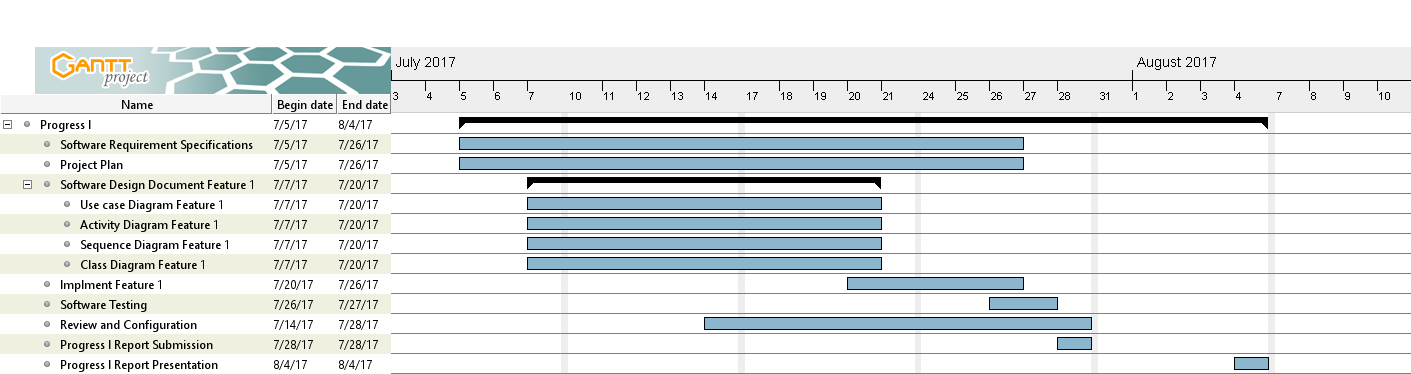 GANTT
project
July 2017 August 2017
3 4 5 7 10 11 12 13 14 17 18 19 20 21 24 25 26 27 28 31 1 2 3 4 7 8 9 10
Name Begin date End date
Progress I 7/5/17 8/4/17
Software Requirement Specifications 7/5/17 7/26/17
Project Plan 7/5/17 7/26/17
Software Design Document Feature 1 7/7/17 7/20/17
Use case Diagram Feature 1 7/7/17 7/20/17
Activity Diagram Feature 1 7/7/17 7/20/17
Sequence Diagram Feature 1 7/7/17 7/20/17
Class Diagram Feature 1 7/7/17 7/20/17
Implment Feature 1 7/20/17 7/26/17
Software Testing 7/26/17 7/27/17
Review and Configuration 7/14/17 7/28/17
Progress I Report Submission 7/28/17 7/28/17
Progress I Report Presentation 8/4/17 8/4/17